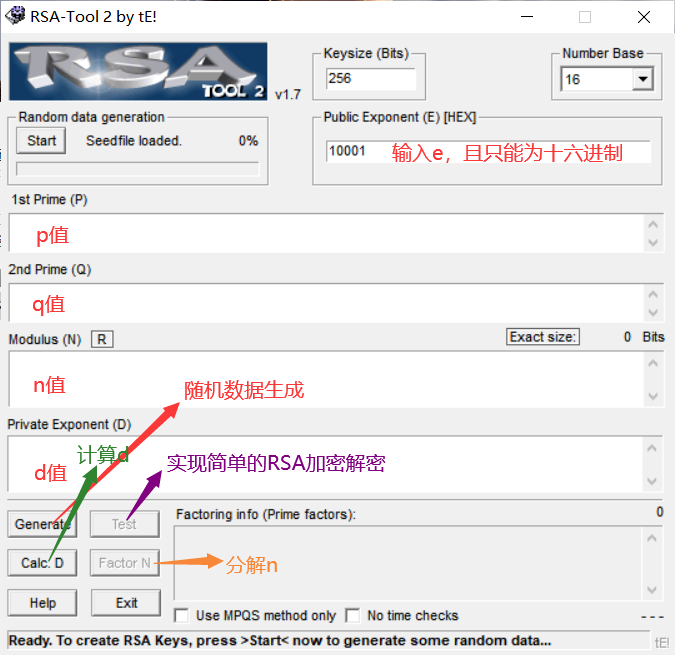 RSA-Tool 2 by tE!
RSA
TOOL 2
v1.7
Keysize (Bits)
256
Number Base
16
Random data generation
Start
Seedfile loaded.
0%
Public Exponent (E) [HEX]
10001
输入e，且只能为十六进制
1st Prime (P)
p值
2nd Prime (Q)
q值
Modulus (N)
R
Exact size:
0
Bits
n值
随机数据生成
Private Exponent (D)
计算d
d值
实现简单的RSA加密解密
Generate
Test
Factoring info (Prime factors):
0
Calc. D
Factor N
分解n
Help
Exit
Use MPQS method only
No time checks
---
Ready. To create RSA Keys, press >Start< now to generate some random data...
tE!